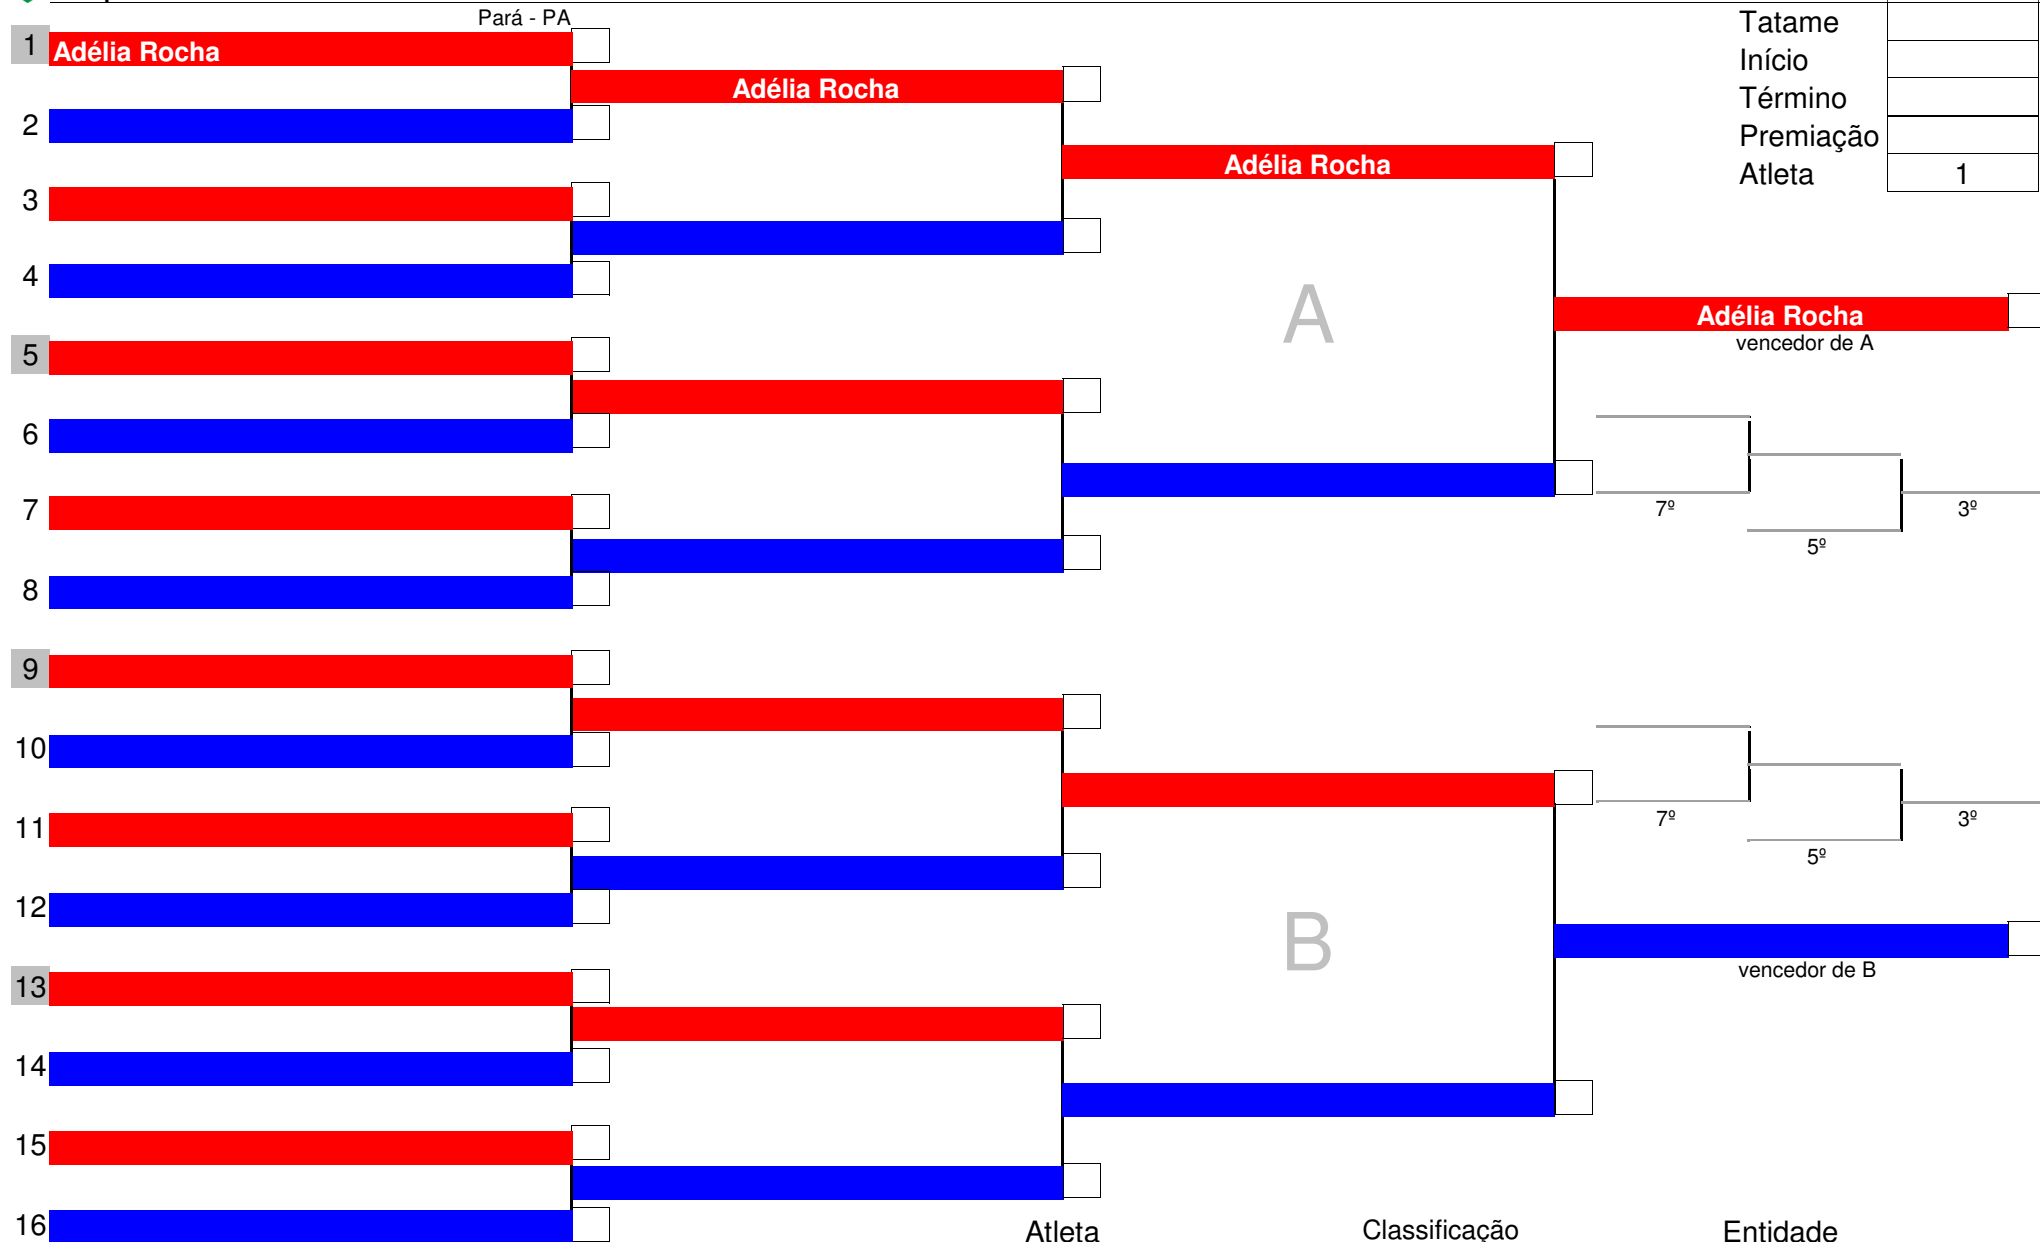 Pará - PA
Tatame
1
Adélia Rocha
Início
Adélia Rocha
Término
2
Premiação
Adélia Rocha
Atleta 1
3
4
A
Adélia Rocha
vencedor de A
5
6
7
7º
3º
5º
8
9
10
11
7º
3º
5º
12
B
vencedor de B
13
14
15
16
Atleta
Classificação
Entidade